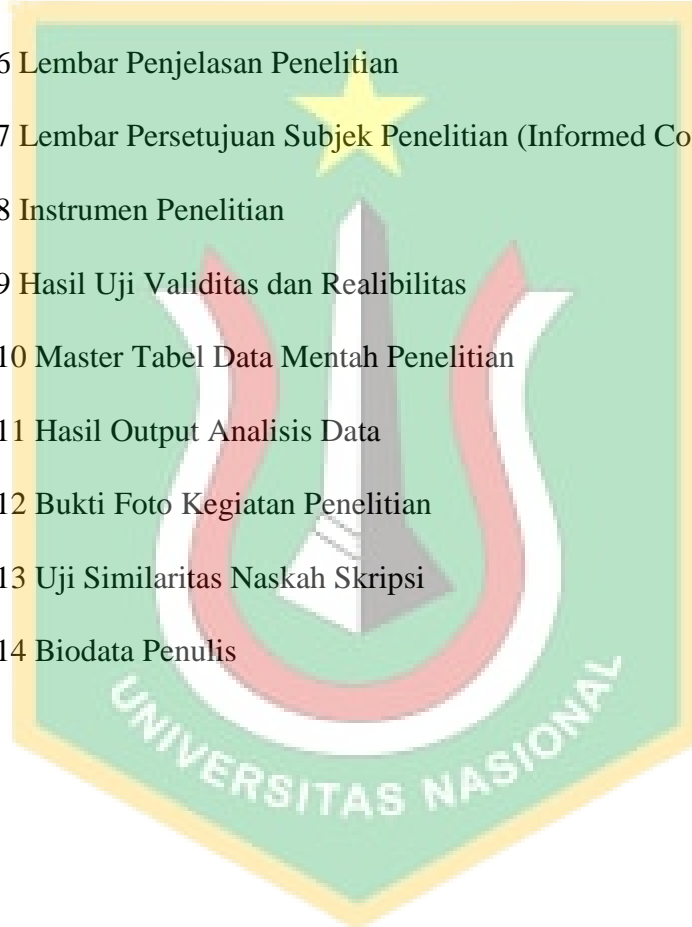 6 Lembar Penjelasan Penelitian
7 Lembar Persetujuan Subjek Penelitian (Informed Co
8 Instrumen Penelitian
9 Hasil Uji Validitas dan Realibilitas
10 Master Tabel Data Mentah Penelitian
11 Hasil Output Analisis Data
12 Bukti Foto Kegiatan Penelitian
13 Uji Similaritas Naskah Skripsi
14 Biodata Penulis
UNIVERSITAS NASIONAL